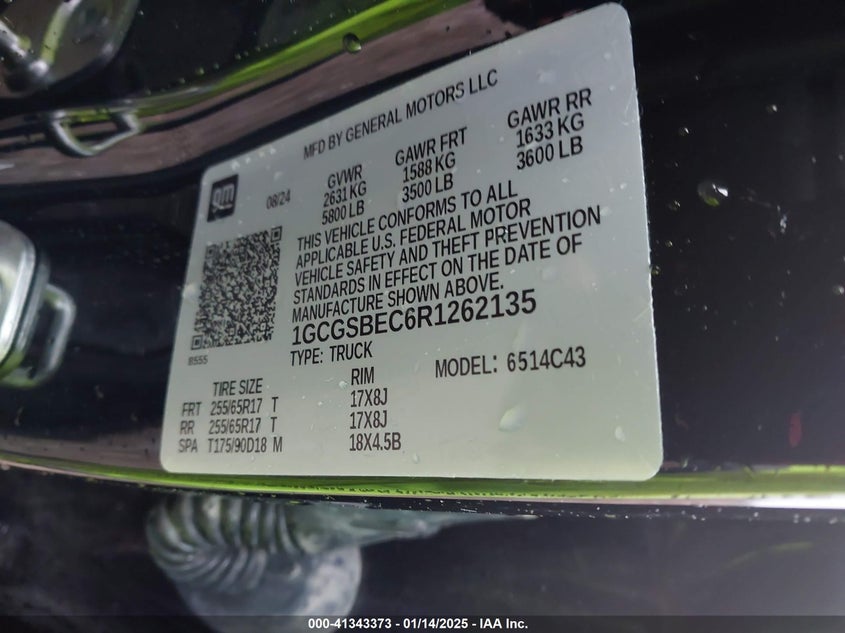 MFD BY GENERAL MOTORS LLC
gm
08/24
GVWR GAWR FRT GAWR RR
2631 KG 1588 KG 1633 KG
5800 LB 3500 LB 3600 LB
THIS VEHICLE CONFORMS TO ALL
APPLICABLE U.S. FEDERAL MOTOR
VEHICLE SAFETY AND THEFT PREVENTION
STANDARDS IN EFFECT ON THE DATE OF
MANUFACTURE SHOWN ABOVE.
1GCGSBEC6R1262135
TYPE: TRUCK
MODEL: 6514C43
TIRE SIZE RIM
FRT 255/65R17 T 17X8J
RR 255/65R17 T 17X8J
SPA T175/90D18 M 18X4.5B
000-41343373 - 01/14/2025 - IAA Inc.